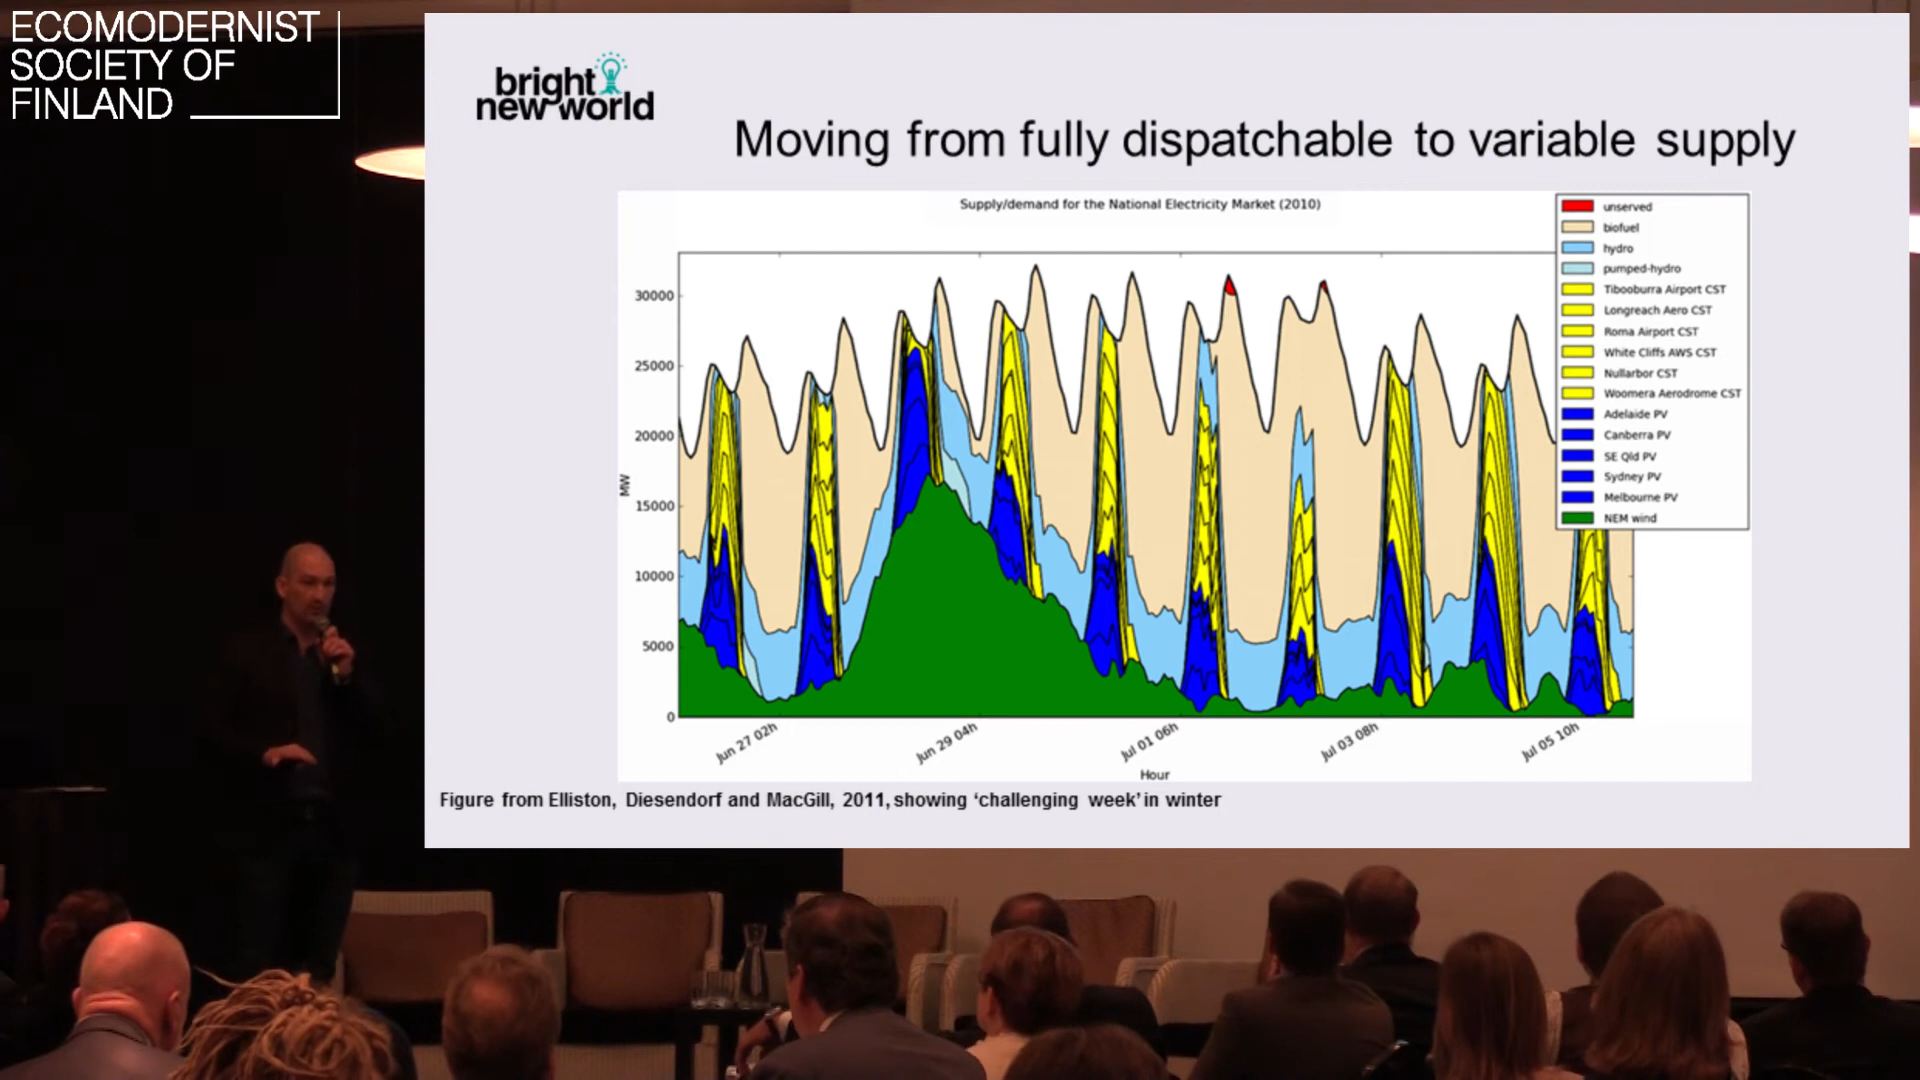 ECOMODERNIST
SOCIETY OF
FINLAND
bright
new world
Moving from fully dispatchable to variable supply
Supply/demand for the National Electricity Market (2010)
unserved
biofuel
hydro
pumped-hydro
Tibooburra Airport CST
Longreach Aero CST
Roma Airport CST
White Cliffs AWS CST
Nullarbor CST
Woomera Aerodrome CST
Adelaide PV
Canberra PV
SE Qld PV
Sydney PV
Melbourne PV
NEM wind
30000
25000
20000
15000
10000
5000
0
MW
Jun 27 02h
Jun 29 04h
Jul 01 06h
Jul 03 08h
Jul 05 10h
Hour
Figure from Elliston, Diesendorf and MacGill, 2011, showing ‘challenging week’ in winter